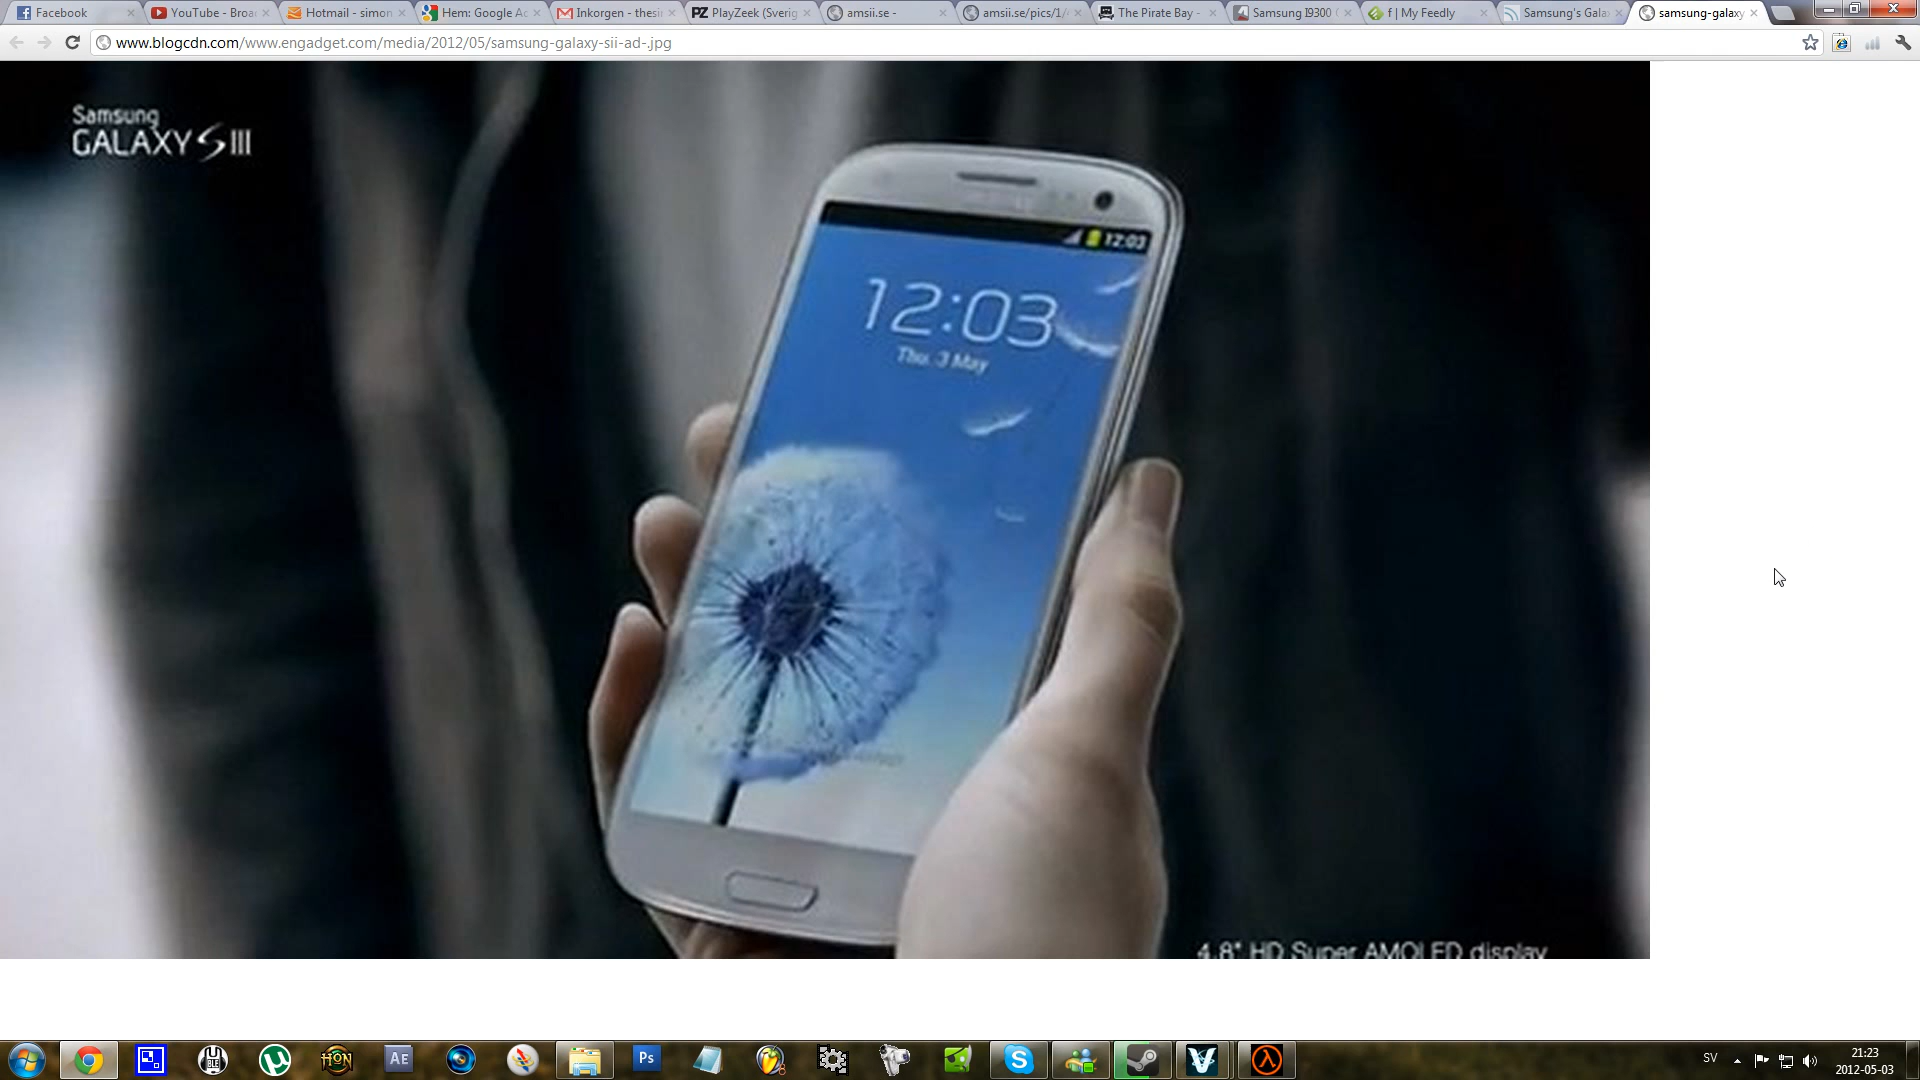 Facebook
YouTube - Broa
Hotmail - simon
Hem: Google Ac
Inkorgen - thesi
PZ PlayZeek (Sverig
amsii.se -
amsii.se/pics/1/
The Pirate Bay -
Samsung I9300
f | My Feedly
Samsung's Gala
samsung-galaxy
www.blogcdn.com/www.engadget.com/media/2012/05/samsung-galaxy-sii-ad-.jpg
Samsung
GALAXY S III
12:03
12:03
Thu. 3 May
4.8" HD Super AMOLED display
HON
Ae
Ps
SV
21:23
2012-05-03